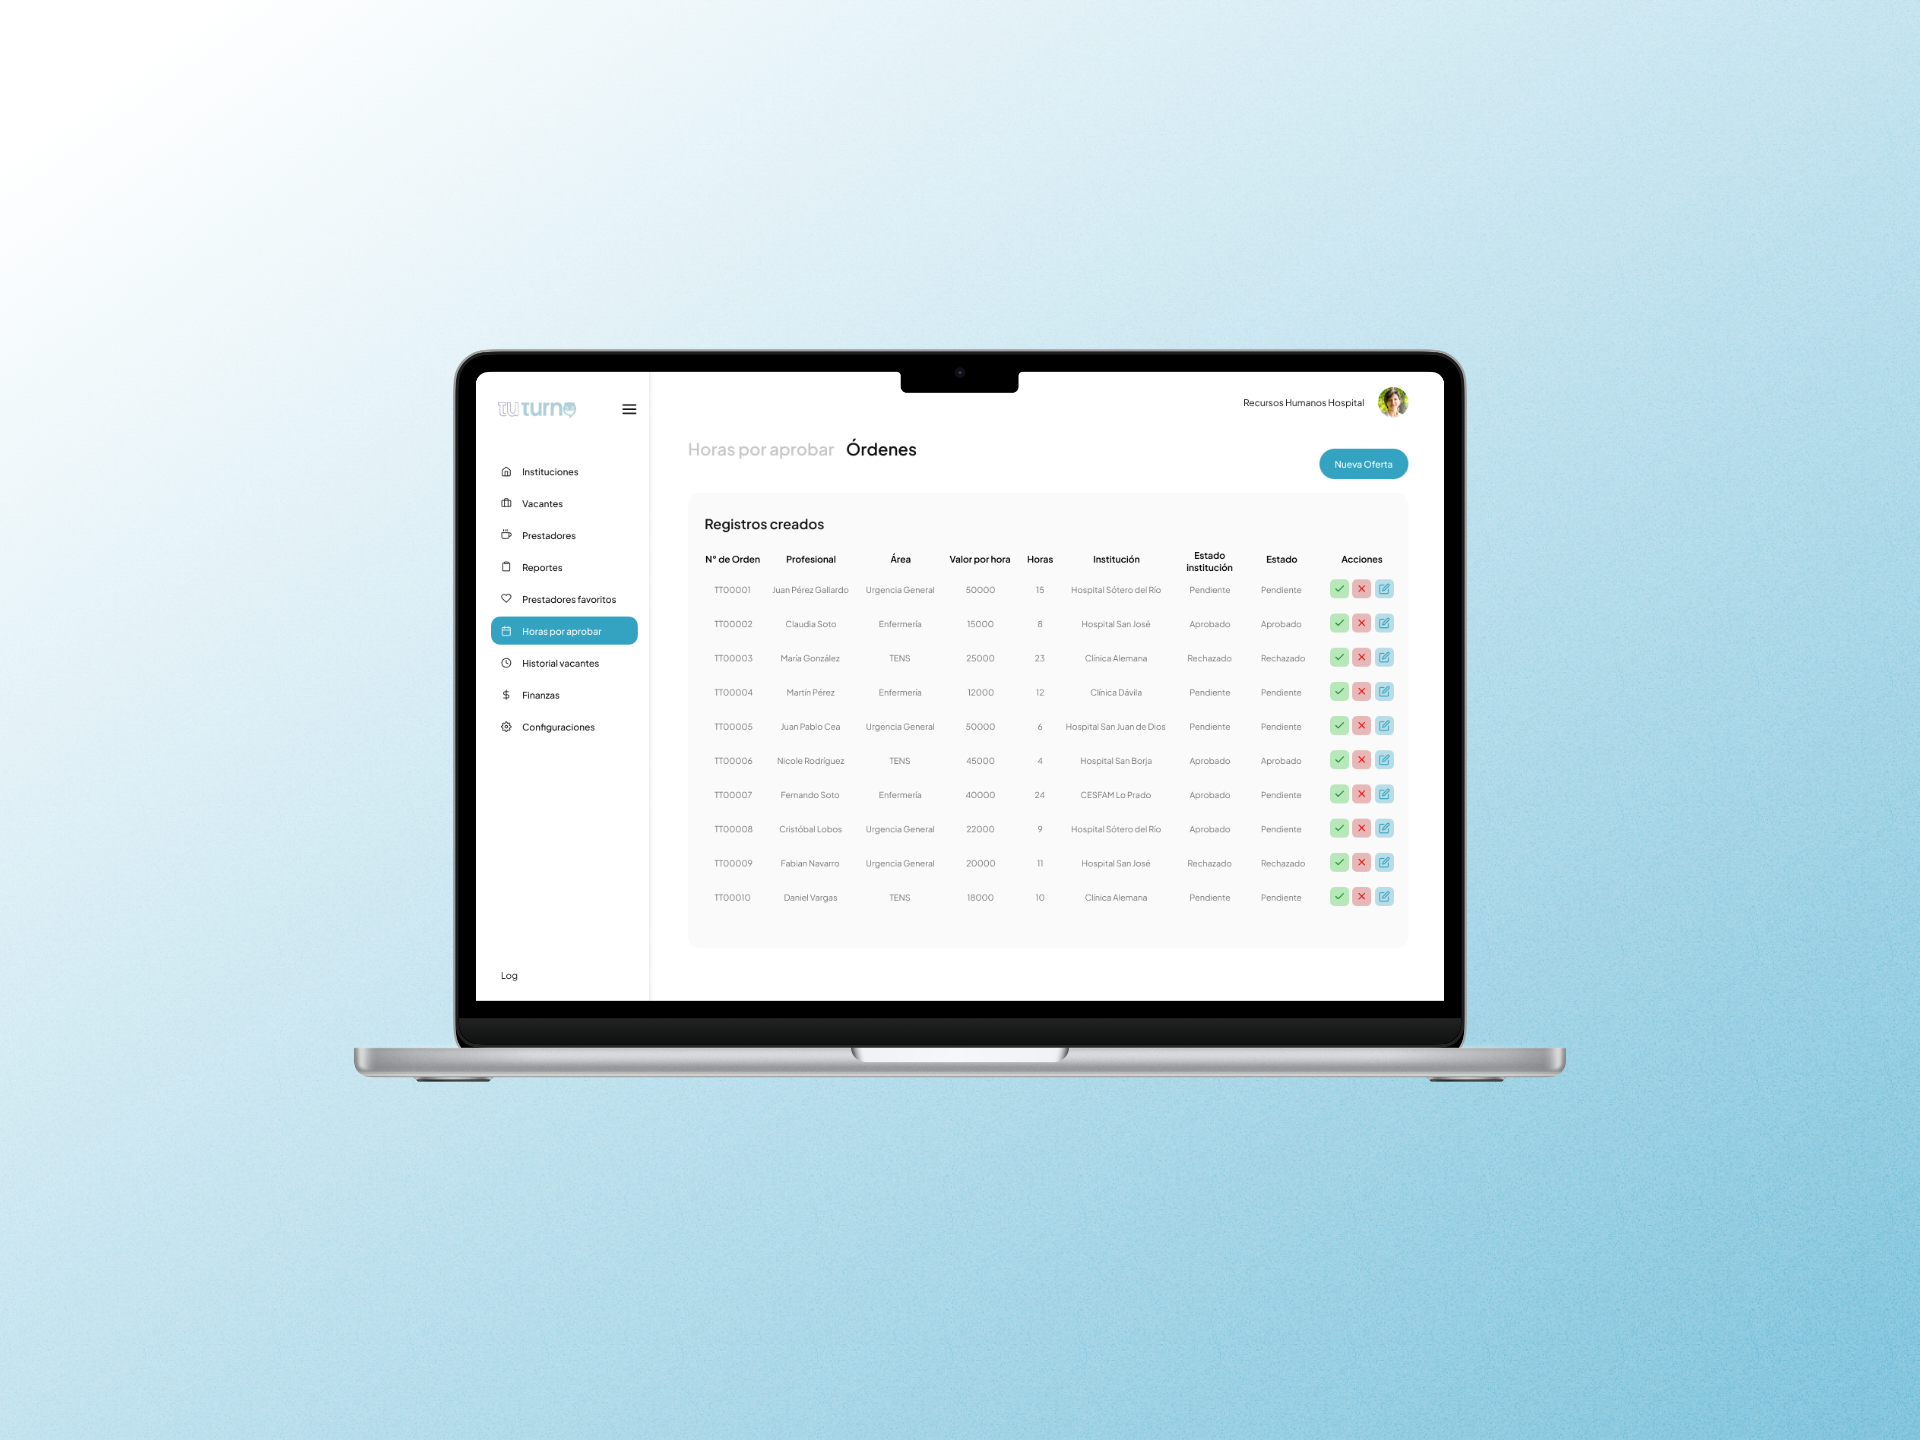 tu turno
Recursos Humanos Hospital
Instituciones
Vacantes
Prestadores
Reportes
Prestadores favoritos
Horas por aprobar
Historial vacantes
Finanzas
Configuraciones
Log
Horas por aprobar Órdenes
Nueva Oferta
Registros creados
N° de Orden Profesional Área Valor por hora Horas Institución Estado institución Estado Acciones
TT00001 Juan Pérez Gallardo Urgencia General 50000 15 Hospital Sótero del Río Pendiente Pendiente
TT00002 Claudia Soto Enfermería 15000 8 Hospital San José Aprobado Aprobado
TT00003 María González TENS 25000 23 Clínica Alemana Rechazado Rechazado
TT00004 Martín Pérez Enfermería 12000 12 Clínica Dávila Pendiente Pendiente
TT00005 Juan Pablo Cea Urgencia General 50000 6 Hospital San Juan de Dios Pendiente Pendiente
TT00006 Nicole Rodríguez TENS 45000 4 Hospital San Borja Aprobado Aprobado
TT00007 Fernando Soto Enfermería 40000 24 CESFAM Lo Prado Aprobado Pendiente
TT00008 Cristóbal Lobos Urgencia General 22000 9 Hospital Sótero del Río Aprobado Pendiente
TT00009 Fabian Navarro Urgencia General 20000 11 Hospital San José Rechazado Rechazado
TT00010 Daniel Vargas TENS 18000 10 Clínica Alemana Pendiente Pendiente